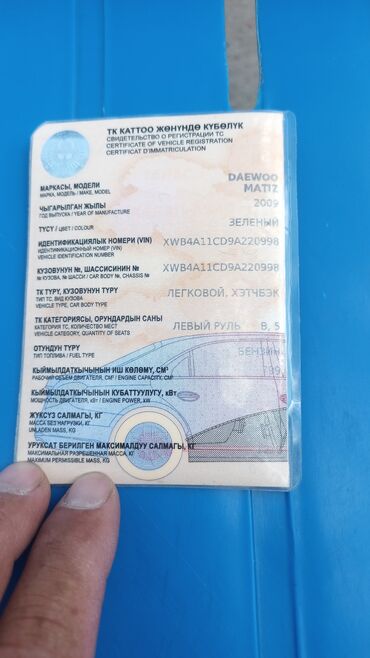 ТК КАТТОО ЖӨНҮНДӨ КҮБӨЛҮК
СВИДЕТЕЛЬСТВО О РЕГИСТРАЦИИ ТС
CERTIFICATE OF VEHICLE REGISTRATION
CERTIFICAT D'IMMATRICULATION
МАРКАСЫ, МОДЕЛИ
МАРКА, МОДЕЛЬ / MAKE, MODEL
DAEWOO
MATIZ
ЧЫГАРЫЛГАН ЖЫЛЫ
ГОД ВЫПУСКА / YEAR OF MANUFACTURE
2009
ТҮСҮ / ЦВЕТ / COLOUR
ЗЕЛЕНЫЙ
ИДЕНТИФИКАЦИЯЛЫК НОМЕРИ (VIN)
ИДЕНТИФИКАЦИОННЫЙ НОМЕР (VIN)
VEHICLE IDENTIFICATION NUMBER
XWB4A11CD9A220998
КУЗОВУНУН №, ШАССИСИНИН №
№ КУЗОВА, № ШАССИ / CAR BODY №, CHASSIS №
XWB4A11CD9A220998
ТК ТҮРҮ, КУЗОВУН ТҮРҮ
ТИП ТС, ВИД КУЗОВА
VEHICLE TYPE, CAR BODY TYPE
ЛЕГКОВОЙ, ХЭТЧБЭК
ТК КАТЕГОРИЯСЫ, ОРУНДАРДЫН САНЫ
КАТЕГОРИЯ ТС, КОЛИЧЕСТВО МЕСТ
VEHICLE CATEGORY, QUANTITY OF SEATS
ЛЕВЫЙ РУЛЬ B, 5
ОТУНДУН ТҮРҮ
ТИП ТОПЛИВА / FUEL TYPE
БЕНЗИН
КЫЙМЫЛДАТКЫЧЫНЫН ИШ КӨЛӨМҮ, СМ³
РАБОЧИЙ ОБЪЕМ ДВИГАТЕЛЯ, СМ³ / ENGINE CAPACITY, СМ³
КЫЙМЫЛДАТКЫЧЫНЫН КУБАТТУУЛУГУ, кВт
МОЩНОСТЬ ДВИГАТЕЛЯ, кВт / ENGINE POWER, kW
ЖҮКСҮЗ САЛМАГЫ, КГ
МАССА БЕЗ НАГРУЗКИ, КГ
UNLADEN MASS, KG
УРУКСАТ БЕРИЛГЕН МАКСИМАЛДУУ САЛМАГЫ, КГ
МАКСИМАЛЬНАЯ РАЗРЕШЕННАЯ МАССА, КГ
MAXIMUM PERMISSIBLE MASS, KG